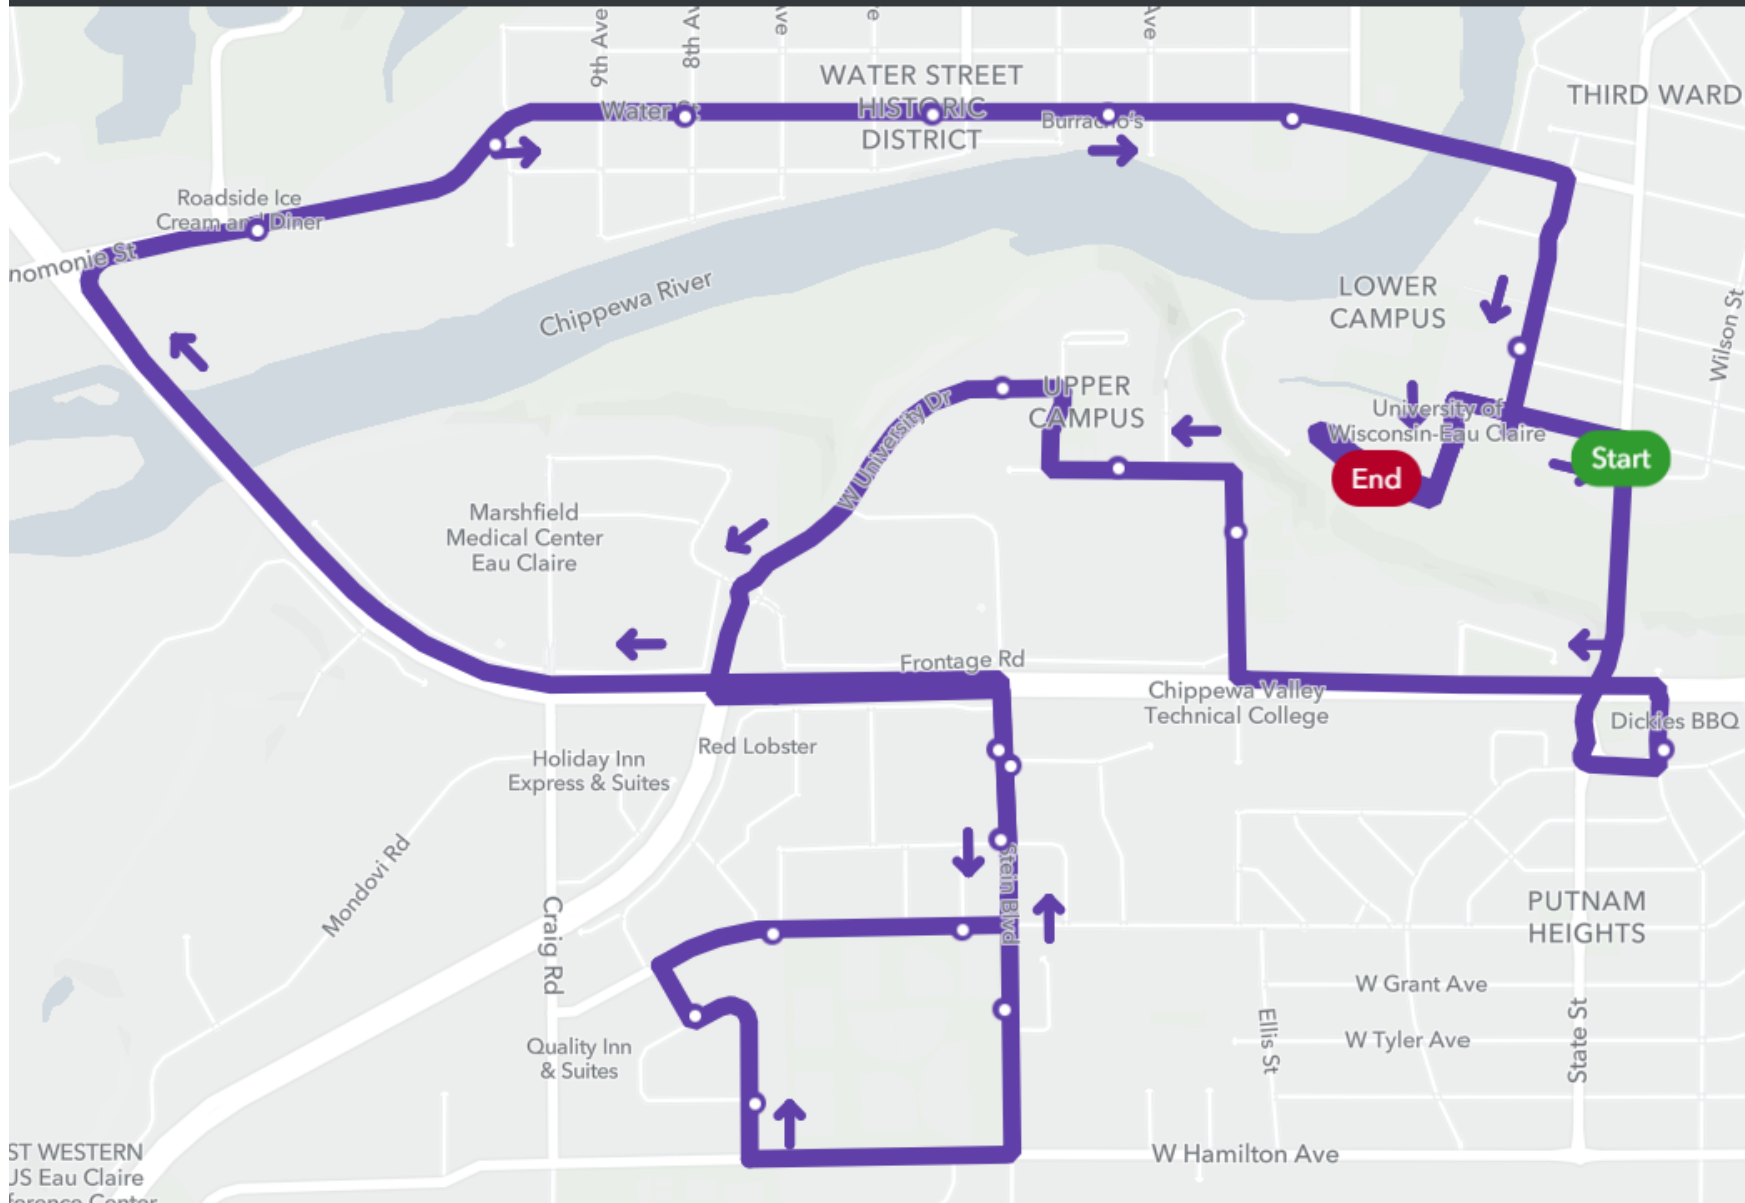 9th Ave
8th Av
ve
e
Ave
WATER STREET
HISTORIC
DISTRICT
THIRD WARD
Water St
Burracho's
Roadside Ice
Cream and Diner
nomonie St
Chippewa River
LOWER
CAMPUS
Wilson St
UPPER
CAMPUS
University of
Wisconsin-Eau Claire
W University Dr
Start
End
Marshfield
Medical Center
Eau Claire
Frontage Rd
Chippewa Valley
Technical College
Dickies BBQ
Red Lobster
Holiday Inn
Express & Suites
Mondovi Rd
Stein Blvd
Craig Rd
PUTNAM
HEIGHTS
W Grant Ave
Ellis St
State St
W Tyler Ave
Quality Inn
& Suites
W Hamilton Ave
ST WESTERN
US Eau Claire
ference Center